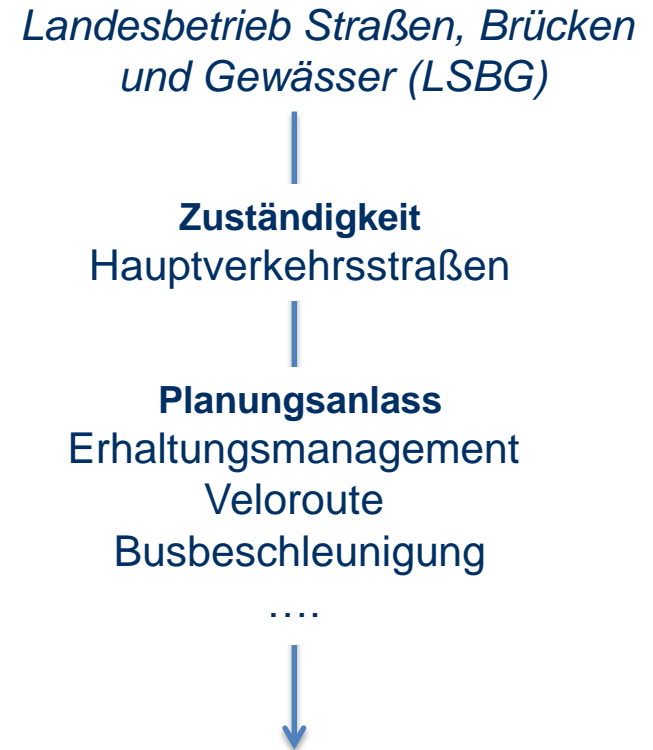 Landesbetrieb Straßen, Brücken
und Gewässer (LSBG)
Zuständigkeit
Hauptverkehrsstraßen
Planungsanlass
Erhaltungsmanagement
Veloroute
Busbeschleunigung
….